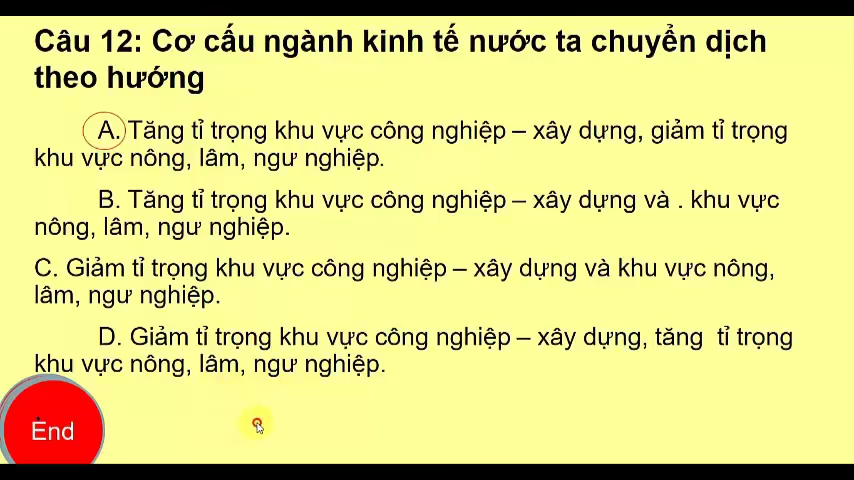 Câu 12: Cơ cấu ngành kinh tế nước ta chuyển dịch
theo hướng
A. Tăng tỉ trọng khu vực công nghiệp – xây dựng, giảm tỉ trọng
khu vực nông, lâm, ngư nghiệp.
B. Tăng tỉ trọng khu vực công nghiệp – xây dựng và . khu vực
nông, lâm, ngư nghiệp.
C. Giảm tỉ trọng khu vực công nghiệp – xây dựng và khu vực nông,
lâm, ngư nghiệp.
D. Giảm tỉ trọng khu vực công nghiệp – xây dựng, tăng  tỉ trọng
khu vực nông, lâm, ngư nghiệp.
End